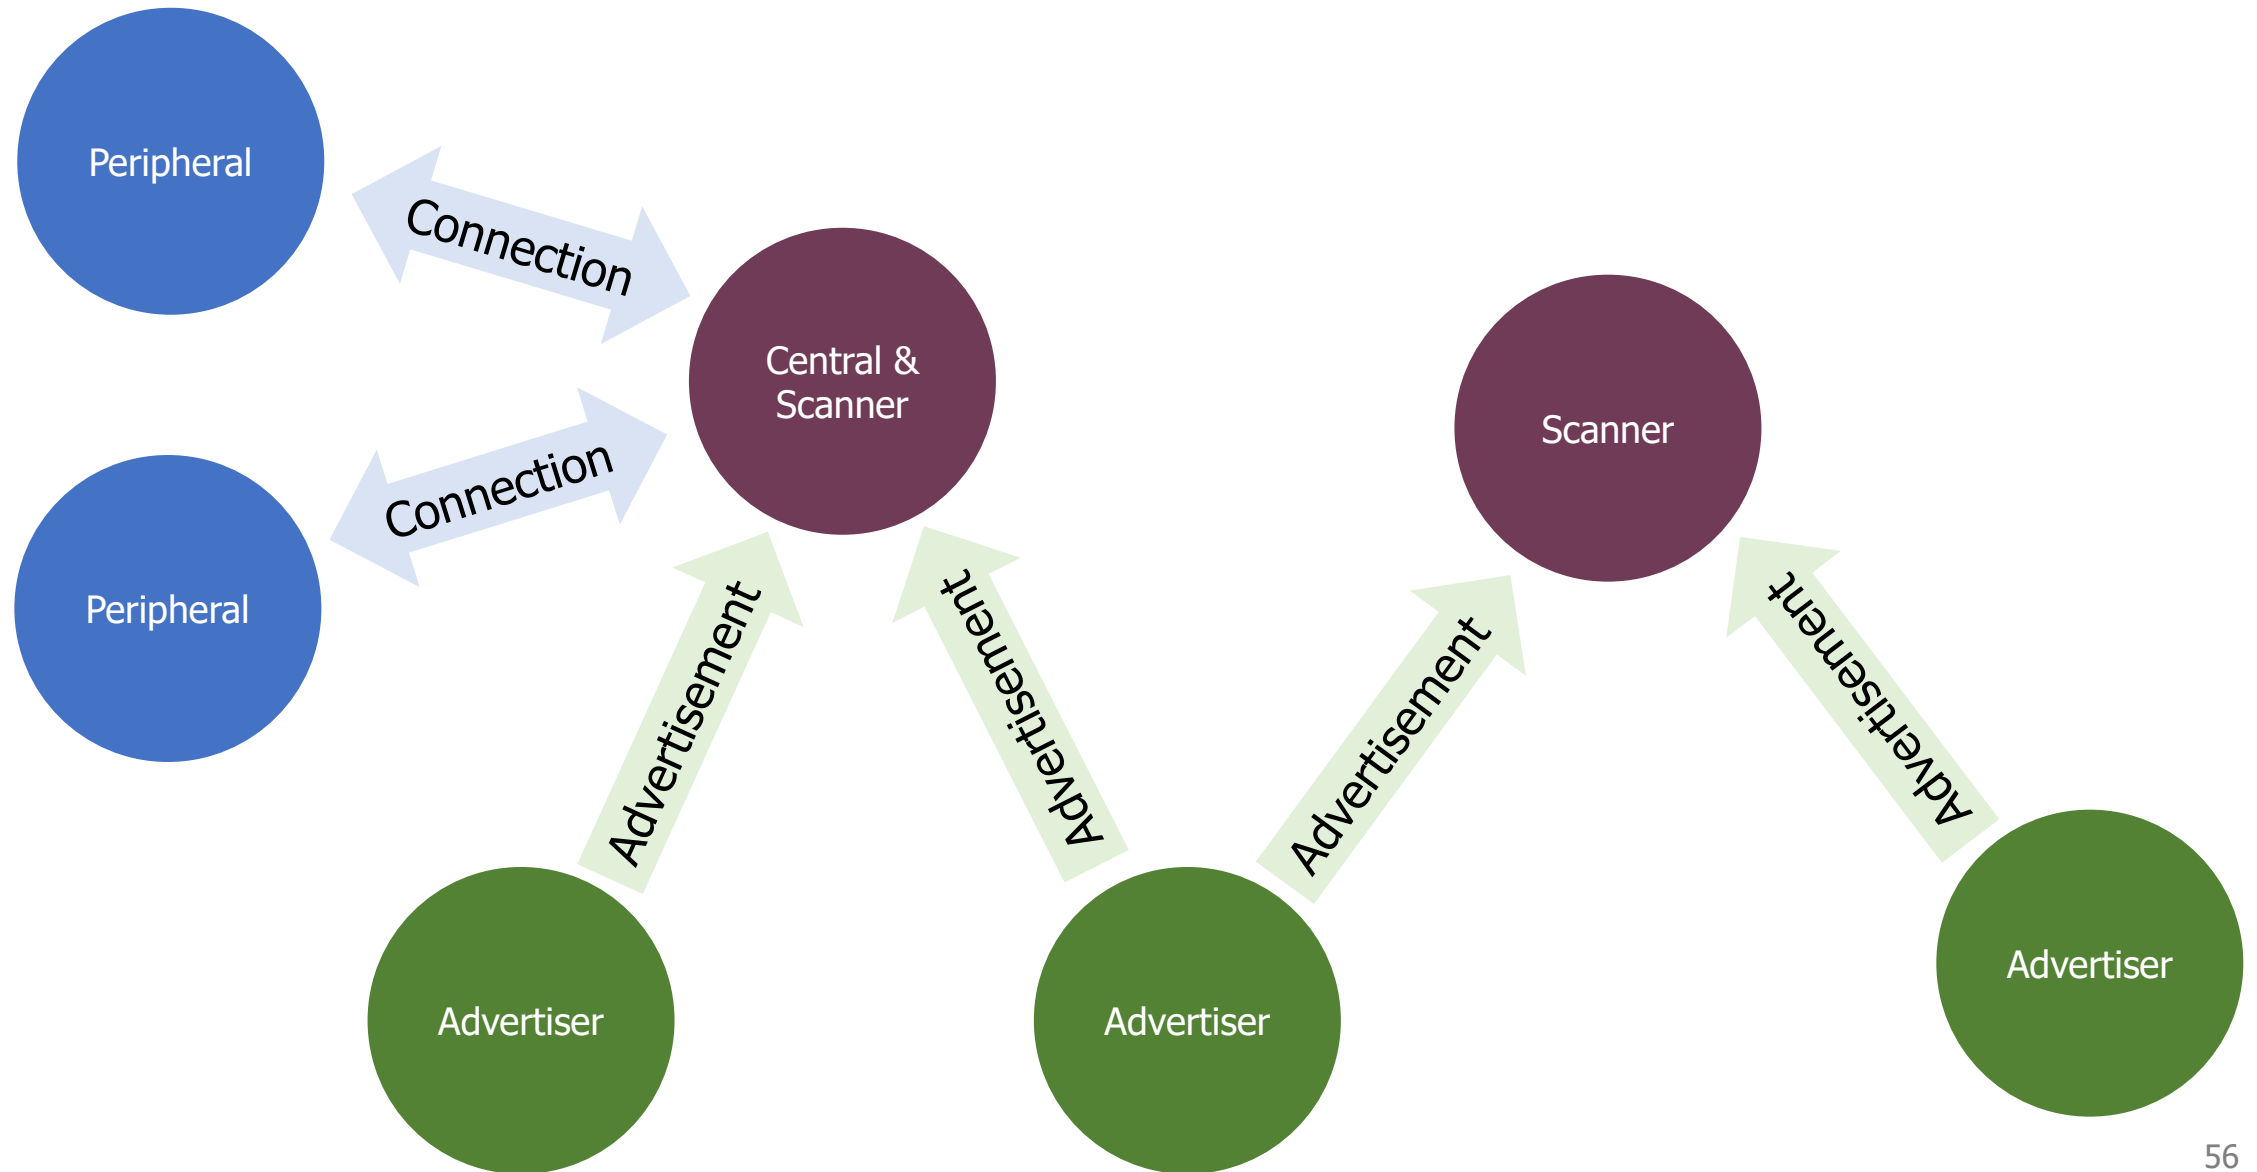 Peripheral
Connection
Central &
Scanner
Scanner
Connection
Peripheral
Advertisement
Advertisement
Advertisement
Advertisement
Advertiser
Advertiser
Advertiser
56